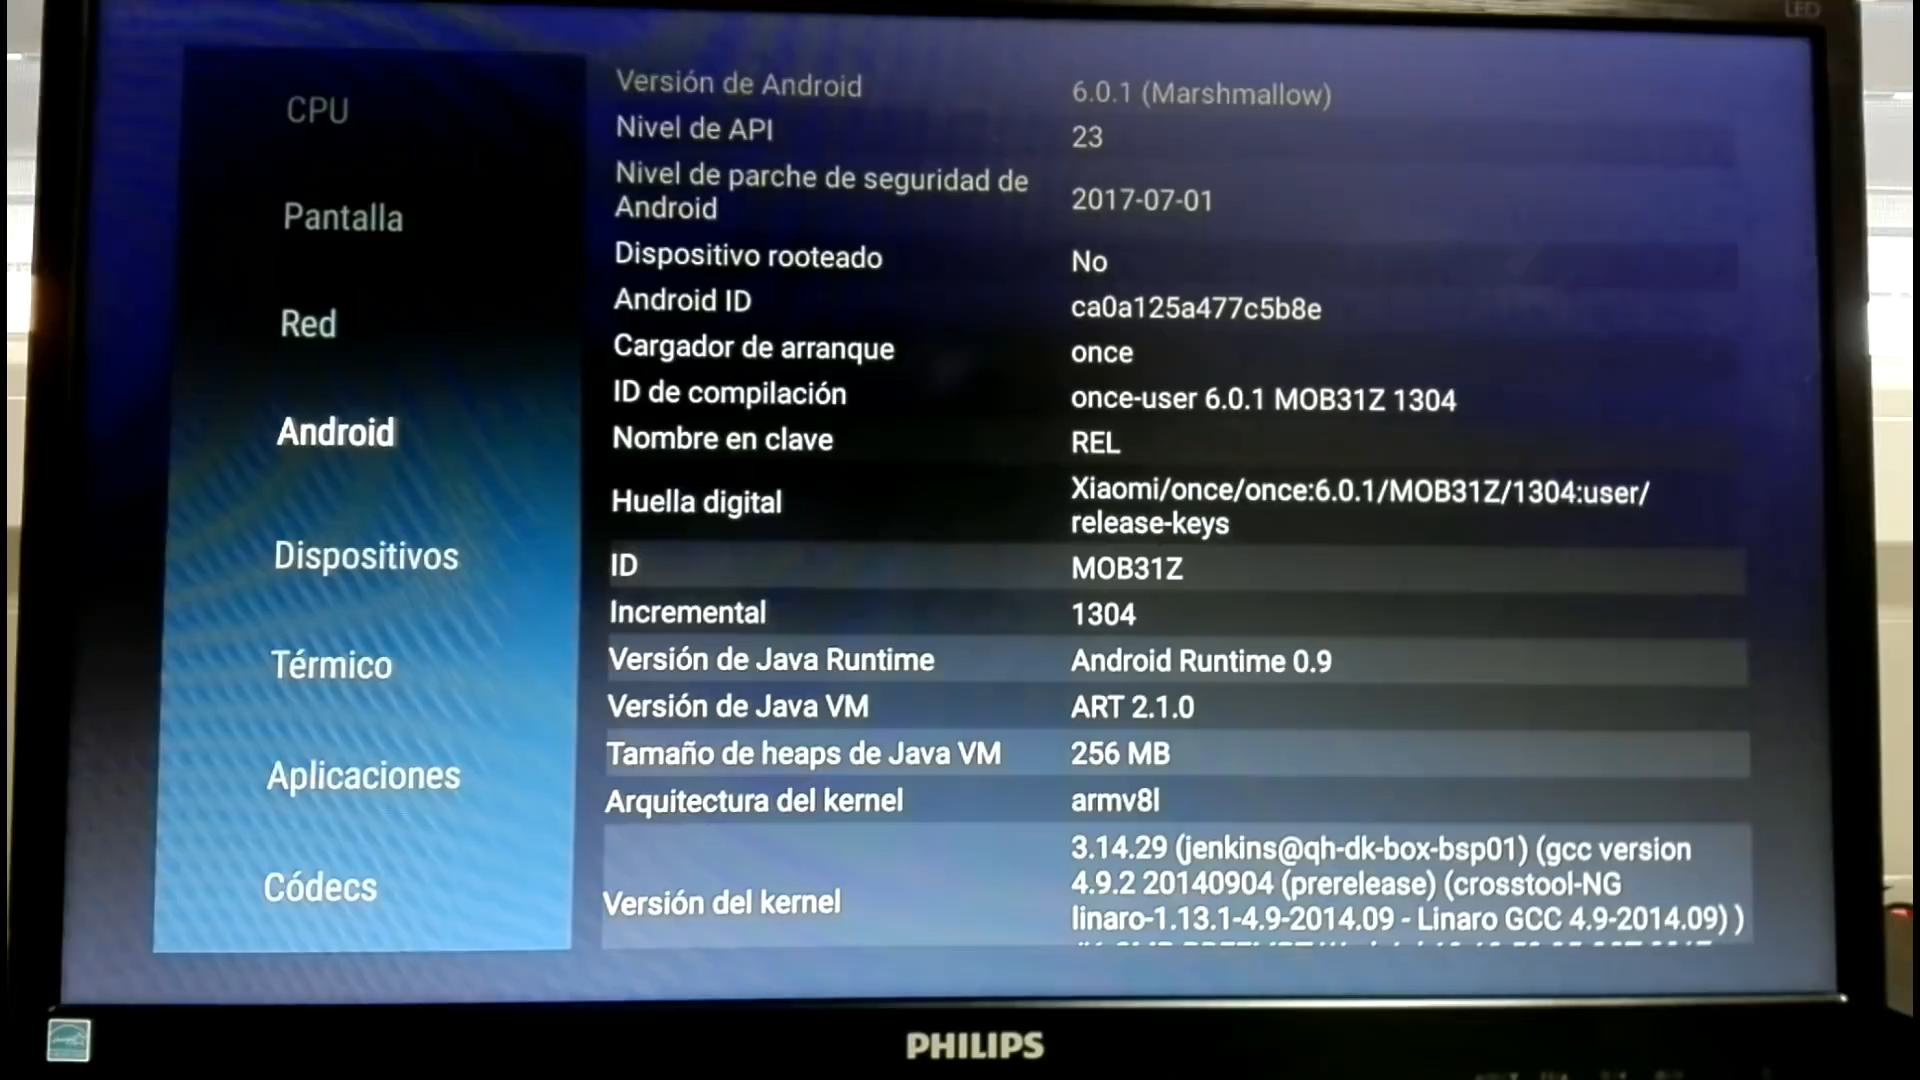 LED
CPU
Pantalla
Red
Android
Dispositivos
Térmico
Aplicaciones
Códecs
Versión de Android 6.0.1 (Marshmallow)
Nivel de API 23
Nivel de parche de seguridad de
Android 2017-07-01
Dispositivo rooteado No
Android ID ca0a125a477c5b8e
Cargador de arranque once
ID de compilación once-user 6.0.1 MOB31Z 1304
Nombre en clave REL
Huella digital Xiaomi/once/once:6.0.1/MOB31Z/1304:user/
release-keys
ID MOB31Z
Incremental 1304
Versión de Java Runtime Android Runtime 0.9
Versión de Java VM ART 2.1.0
Tamaño de heaps de Java VM 256 MB
Arquitectura del kernel armv8l
Versión del kernel 3.14.29 (jenkins@qh-dk-box-bsp01) (gcc version
4.9.2 20140904 (prerelease) (crosstool-NG
linaro-1.13.1-4.9-2014.09 - Linaro GCC 4.9-2014.09) )
PHILIPS